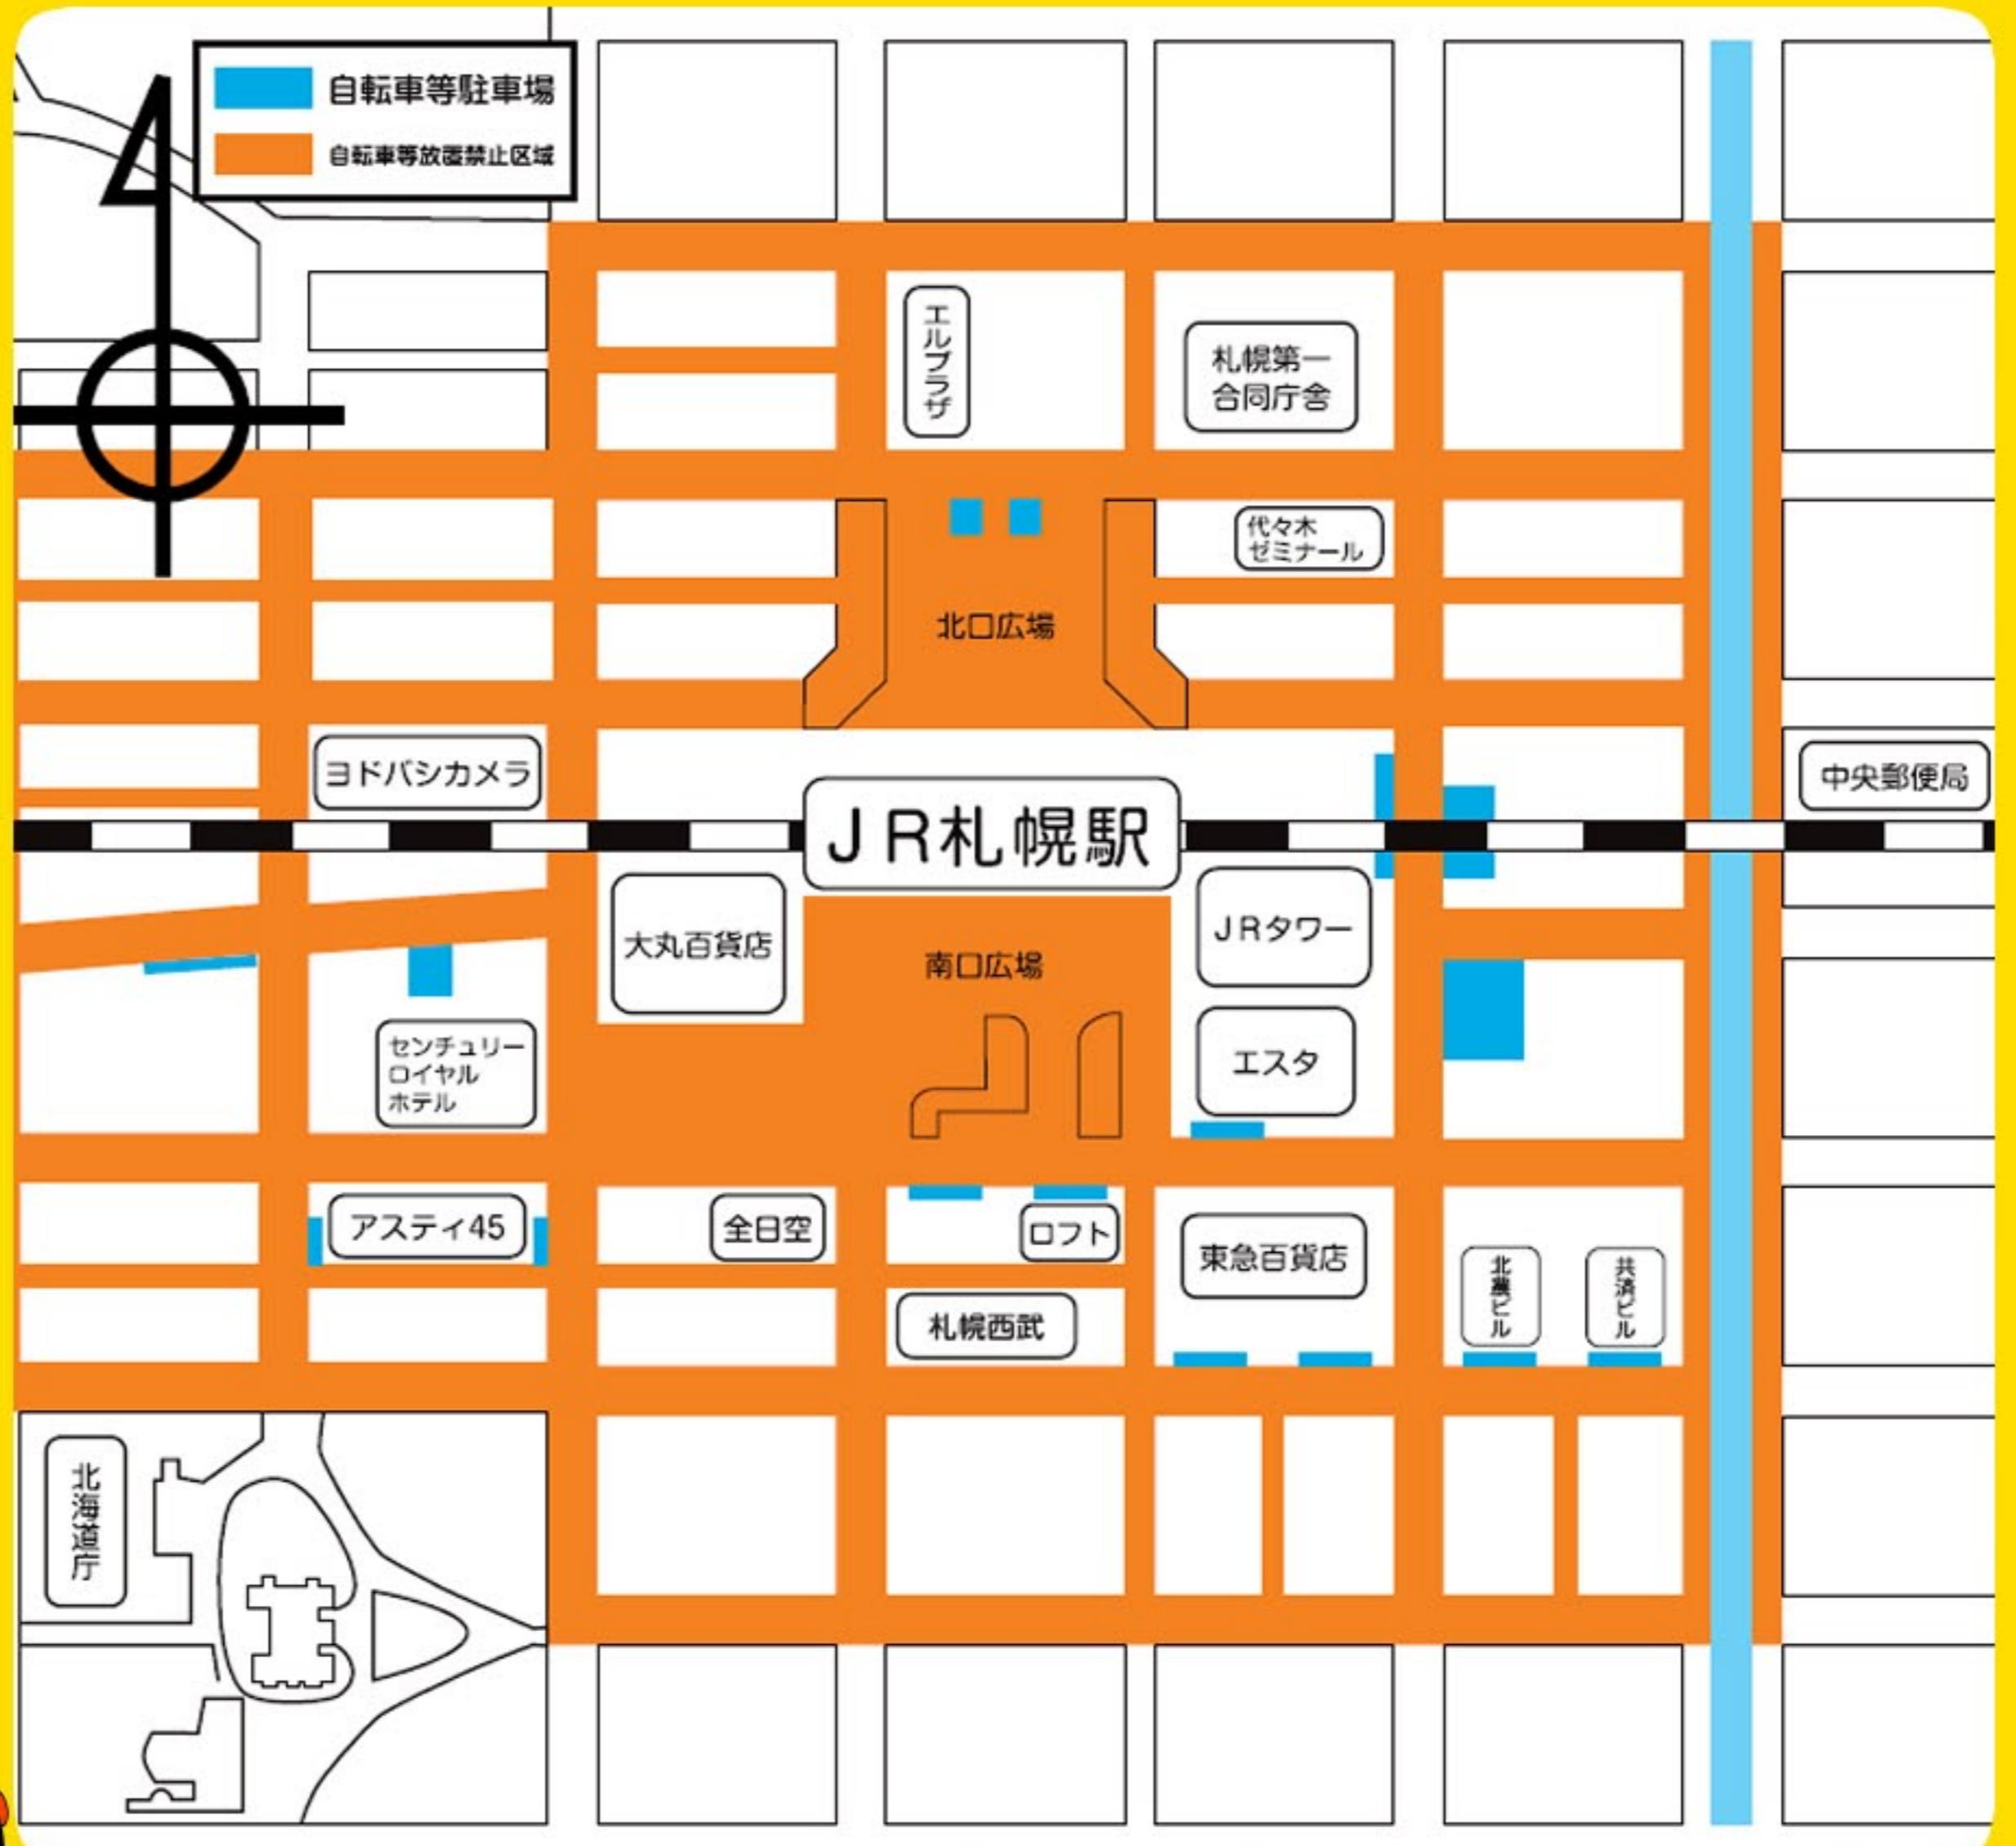 自転車等駐車場
自転車等放置禁止区域
エルプラザ
札幌第一
合同庁舎
代々木
ゼミナール
北口広場
ヨドバシカメラ
中央郵便局
JR札幌駅
大丸百貨店
JRタワー
南口広場
センチュリー
ロイヤル
ホテル
エスタ
アスティ45
全日空
ロフト
東急百貨店
北農ビル
共済ビル
札幌西武
北海道庁